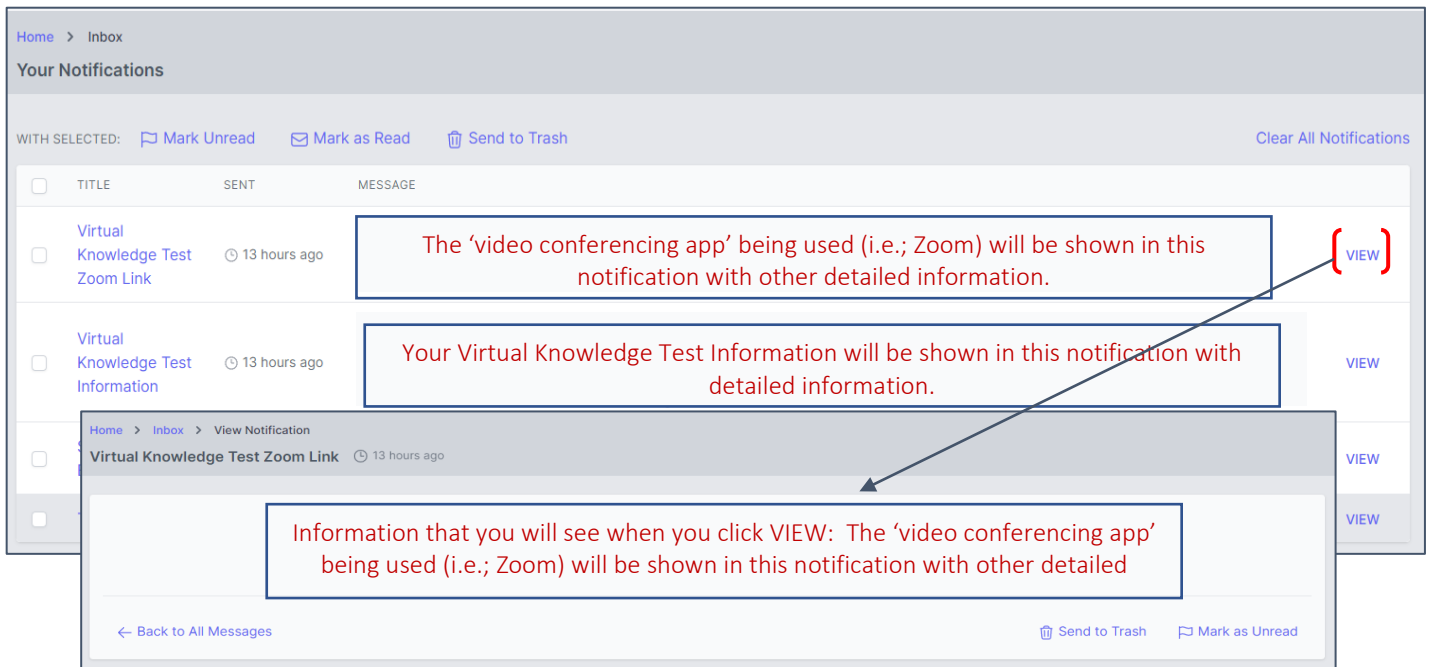 Home > Inbox
Your Notifications
WITH SELECTED: Mark Unread Mark as Read Send to Trash Clear All Notifications
TITLE SENT MESSAGE
Virtual
Knowledge Test
Zoom Link
13 hours ago
The ‘video conferencing app’ being used (i.e.; Zoom) will be shown in this
notification with other detailed information.
VIEW
Virtual
Knowledge Test
Information
13 hours ago
Your Virtual Knowledge Test Information will be shown in this notification with
detailed information.
VIEW
VIEW
VIEW
Home > Inbox > View Notification
Virtual Knowledge Test Zoom Link 13 hours ago
Information that you will see when you click VIEW: The ‘video conferencing app’
being used (i.e.; Zoom) will be shown in this notification with other detailed
← Back to All Messages Send to Trash Mark as Unread